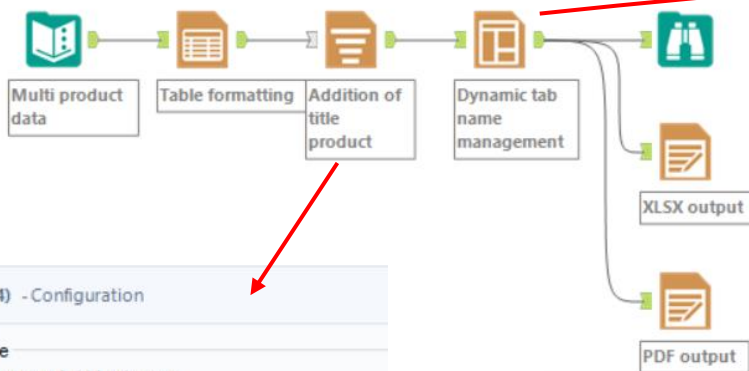 Multi product
data
Table formatting
Addition of
title
product
Dynamic tab
name
management
XLSX output
PDF output
4) - Configuration
e